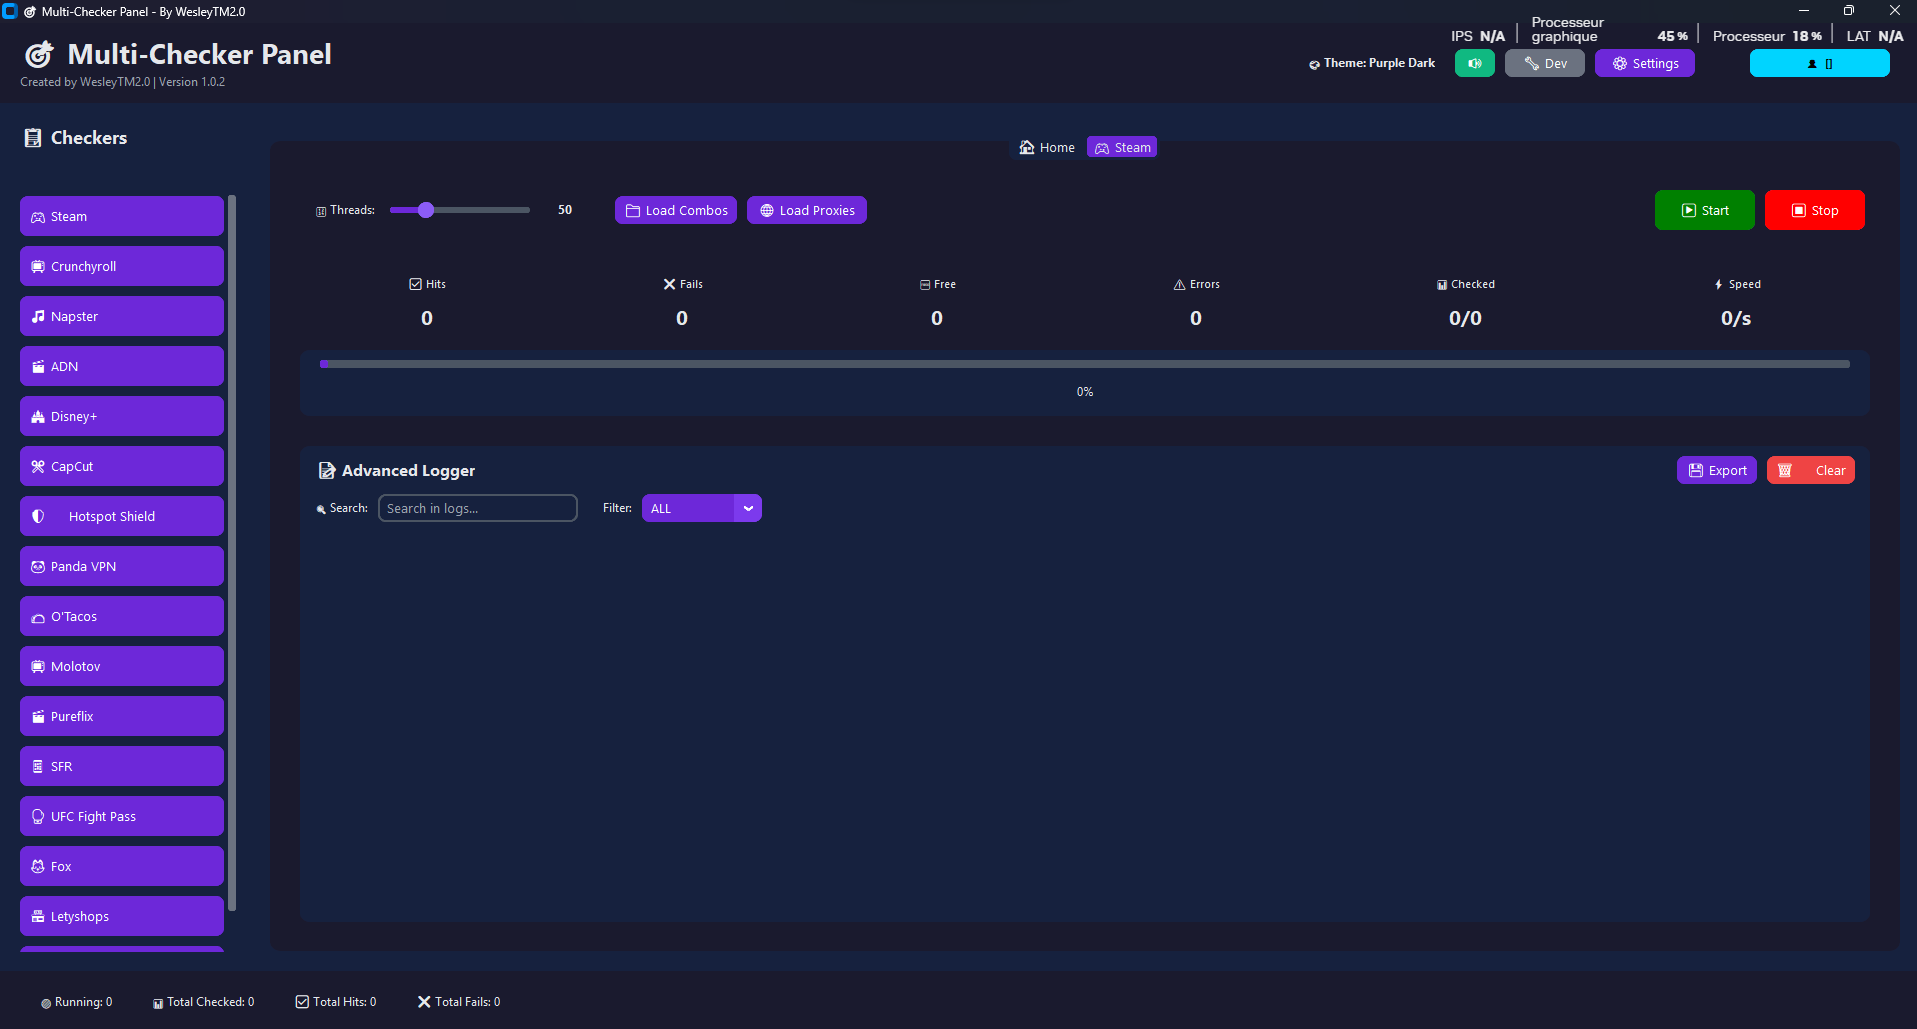 Multi-Checker Panel - By WesleyTM2.0
Multi-Checker Panel
Created by WesleyTM2.0 | Version 1.0.2
IPS N/A
Processeur graphique 45 %
Processeur 18 %
LAT N/A
Theme: Purple Dark
Dev
Settings
[]
Checkers
Steam
Crunchyroll
Napster
ADN
Disney+
CapCut
Hotspot Shield
Panda VPN
O'Tacos
Molotov
Pureflix
SFR
UFC Fight Pass
Fox
Letyshops
Home
Steam
Threads:
50
Load Combos
Load Proxies
Start
Stop
Hits
Fails
Free
Errors
Checked
Speed
0
0
0
0
0/0
0/s
0%
Advanced Logger
Export
Clear
Search:
Search in logs...
Filter:
ALL
Running: 0
Total Checked: 0
Total Hits: 0
Total Fails: 0